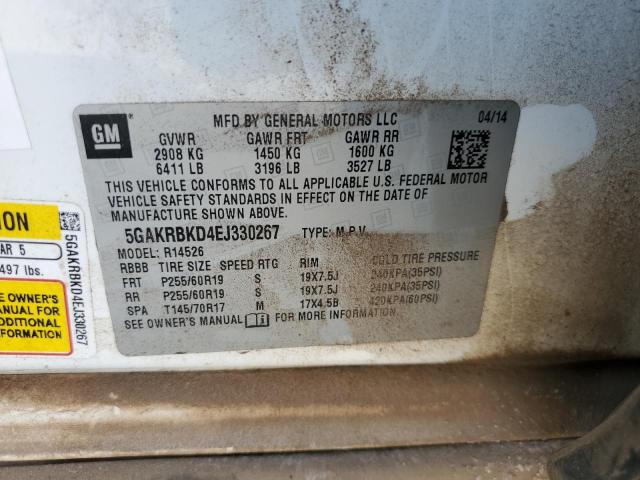 GM
MFD BY GENERAL MOTORS LLC 04/14
GVWR GAWR FRT GAWR RR
2908 KG 1450 KG 1600 KG
6411 LB 3196 LB 3527 LB
THIS VEHICLE CONFORMS TO ALL APPLICABLE U.S. FEDERAL MOTOR
VEHICLE SAFETY STANDARDS IN EFFECT ON THE DATE OF
MANUFACTURE SHOWN ABOVE.
5GAKRBKD4EJ330267 TYPE: M.P.V.
MODEL: R14526
RBBB TIRE SIZE SPEED RTG RIM COLD TIRE PRESSURE
FRT P255/60R19 S 19X7.5J 240KPA(35PSI)
RR P255/60R19 S 19X7.5J 240KPA(35PSI)
SPA T145/70R17 M 17X4.5B 420KPA(60PSI)
SEE OWNER'S MANUAL FOR MORE INFORMATION.
ION
AR 5
497 lbs.
E OWNER'S
NUAL FOR
DDITIONAL
FORMATION
5GAKRBKD4EJ330267